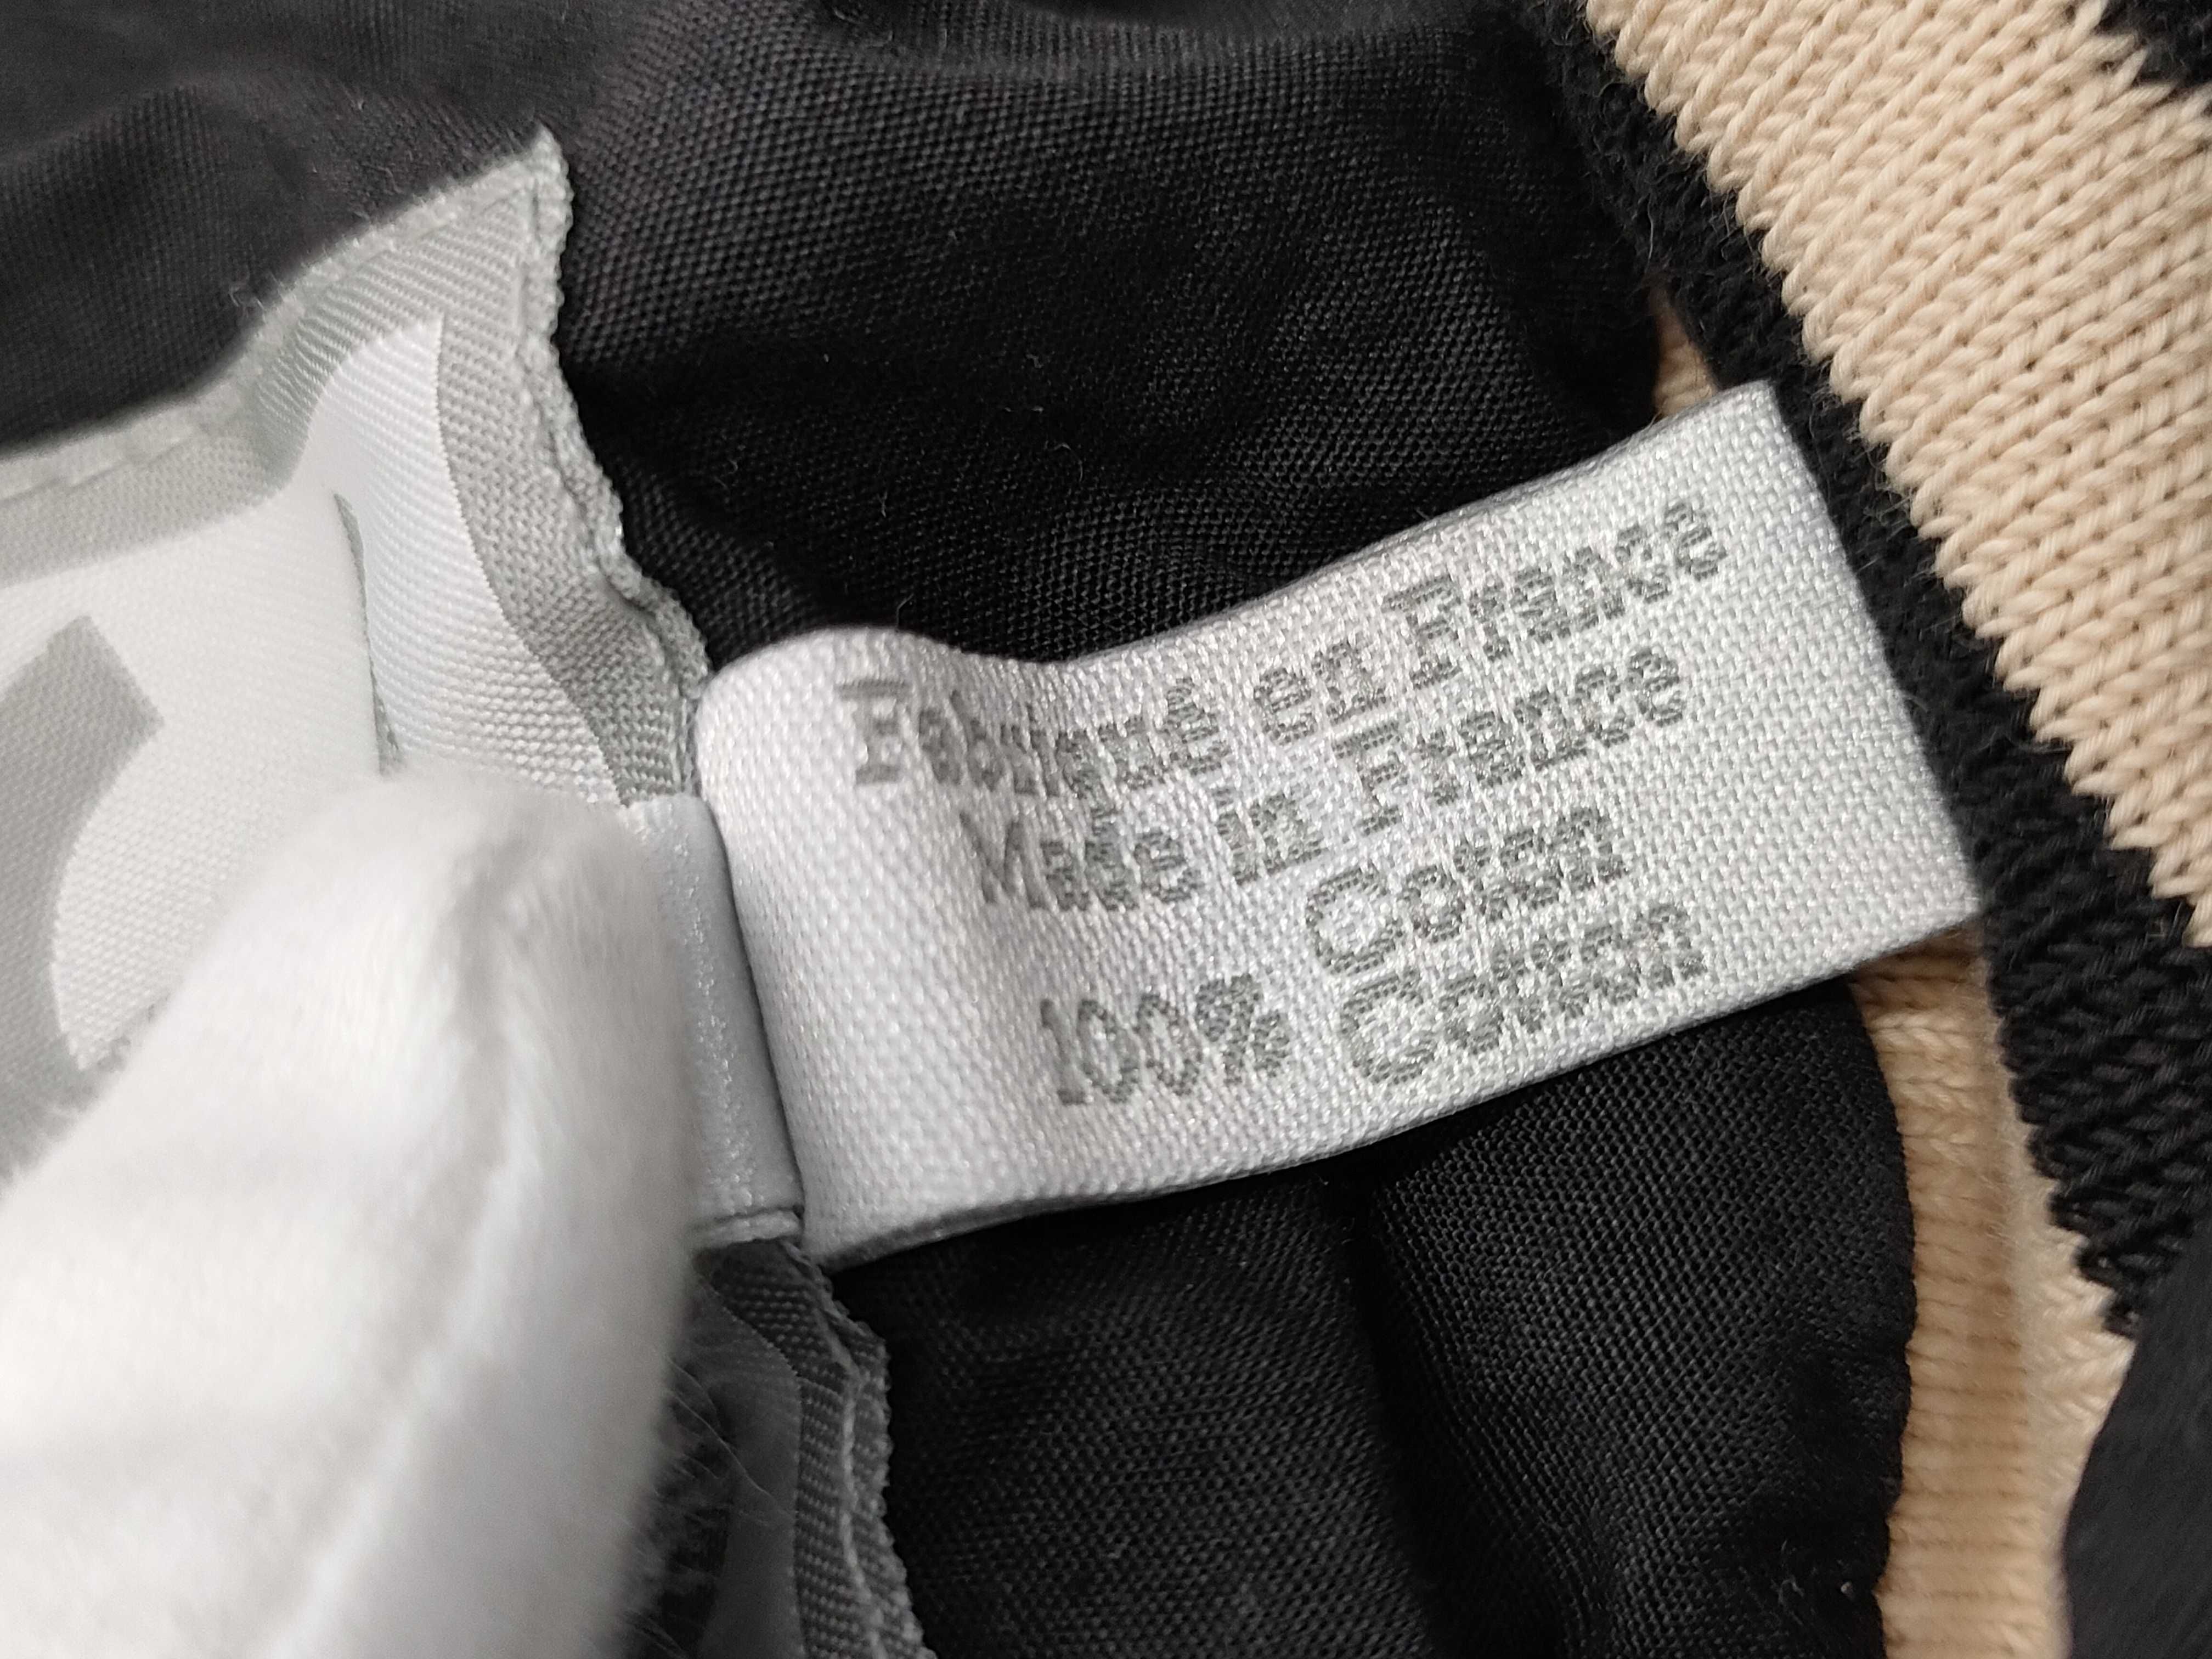 Fabriqué en France
Made in France
Coton
100% Cotton